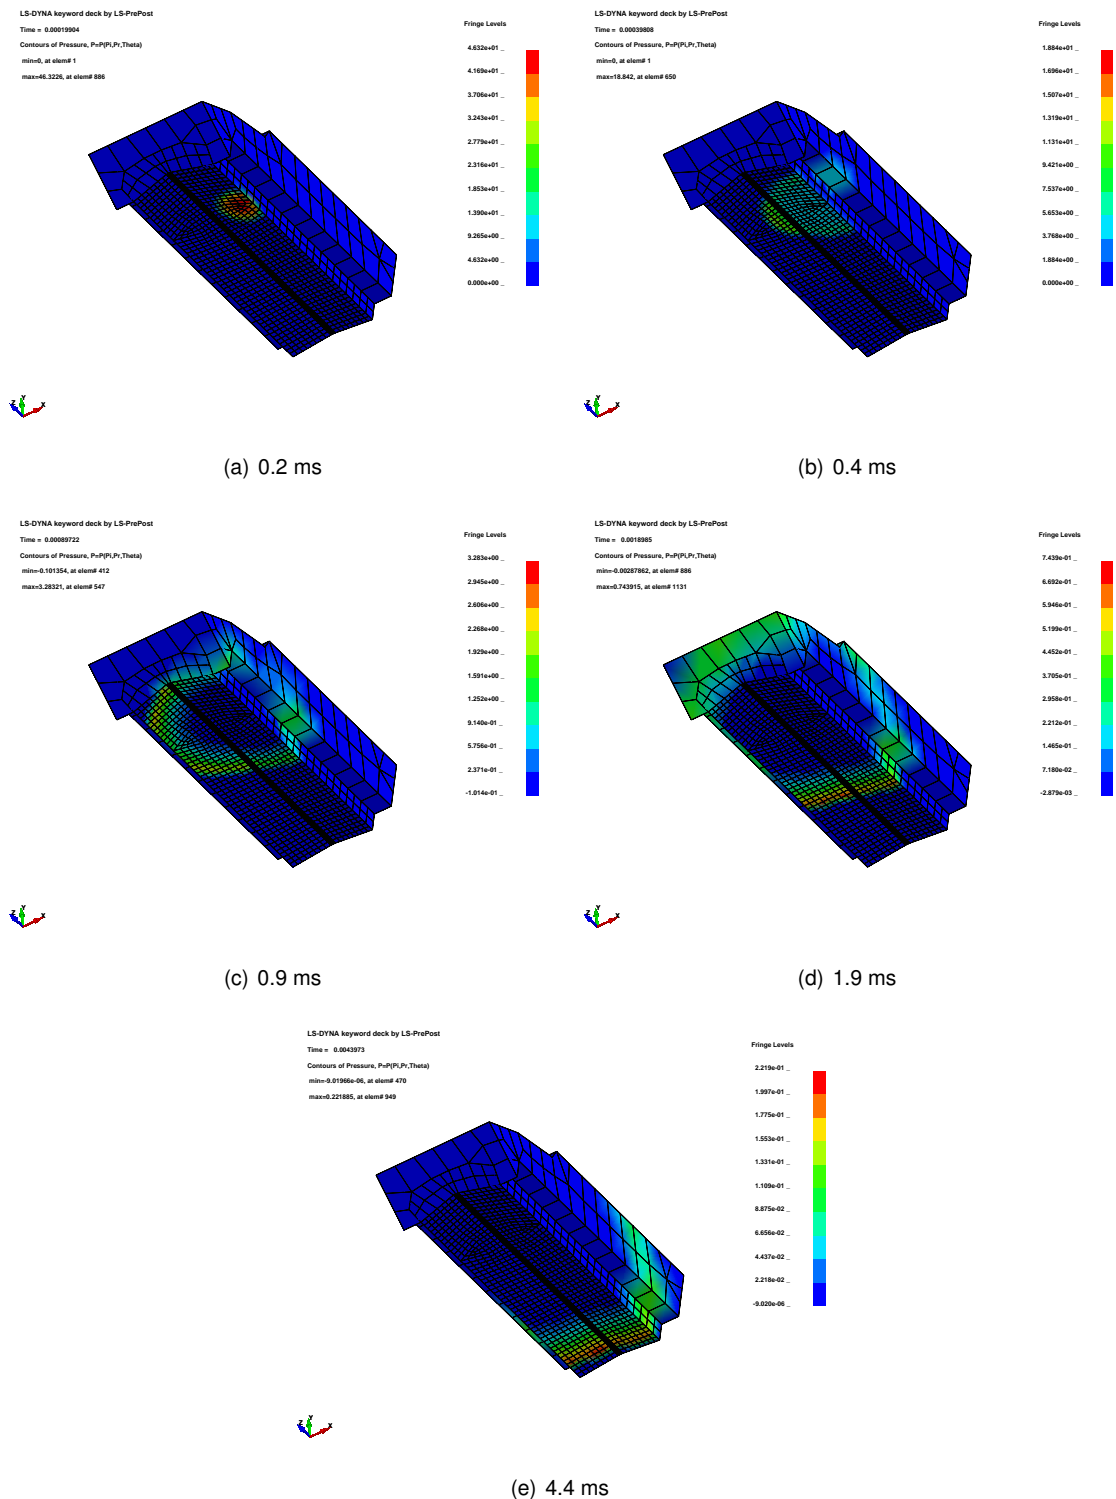 LS-DYNA keyword deck by LS-PrePost
Time = 0.00019904
Contours of Pressure, P=P(Pi,Pr,Theta)
min=0, at elem# 1
max=46.3226, at elem# 886
Fringe Levels
4.632e+01
4.169e+01
3.706e+01
3.243e+01
2.779e+01
2.316e+01
1.853e+01
1.390e+01
9.265e+00
4.632e+00
0.000e+00
Z Y X
(a) 0.2 ms
LS-DYNA keyword deck by LS-PrePost
Time = 0.00039808
Contours of Pressure, P=P(Pi,Pr,Theta)
min=0, at elem# 1
max=18.842, at elem# 650
Fringe Levels
1.884e+01
1.696e+01
1.507e+01
1.319e+01
1.131e+01
9.421e+00
7.537e+00
5.653e+00
3.768e+00
1.884e+00
0.000e+00
Z Y X
(b) 0.4 ms
LS-DYNA keyword deck by LS-PrePost
Time = 0.00089722
Contours of Pressure, P=P(Pi,Pr,Theta)
min=-0.101354, at elem# 412
max=3.28321, at elem# 547
Fringe Levels
3.283e+00
2.945e+00
2.606e+00
2.268e+00
1.929e+00
1.591e+00
1.252e+00
9.140e-01
5.756e-01
2.371e-01
-1.014e-01
Z Y X
(c) 0.9 ms
LS-DYNA keyword deck by LS-PrePost
Time = 0.0018985
Contours of Pressure, P=P(Pi,Pr,Theta)
min=-0.00287862, at elem# 886
max=0.743915, at elem# 1131
Fringe Levels
7.439e-01
6.692e-01
5.946e-01
5.199e-01
4.452e-01
3.705e-01
2.958e-01
2.212e-01
1.465e-01
7.180e-02
-2.879e-03
Z Y X
(d) 1.9 ms
LS-DYNA keyword deck by LS-PrePost
Time = 0.0043973
Contours of Pressure, P=P(Pi,Pr,Theta)
min=-9.01966e-06, at elem# 470
max=0.221885, at elem# 949
Fringe Levels
2.219e-01
1.997e-01
1.775e-01
1.553e-01
1.331e-01
1.109e-01
8.875e-02
6.656e-02
4.437e-02
2.218e-02
-9.020e-06
Z Y X
(e) 4.4 ms